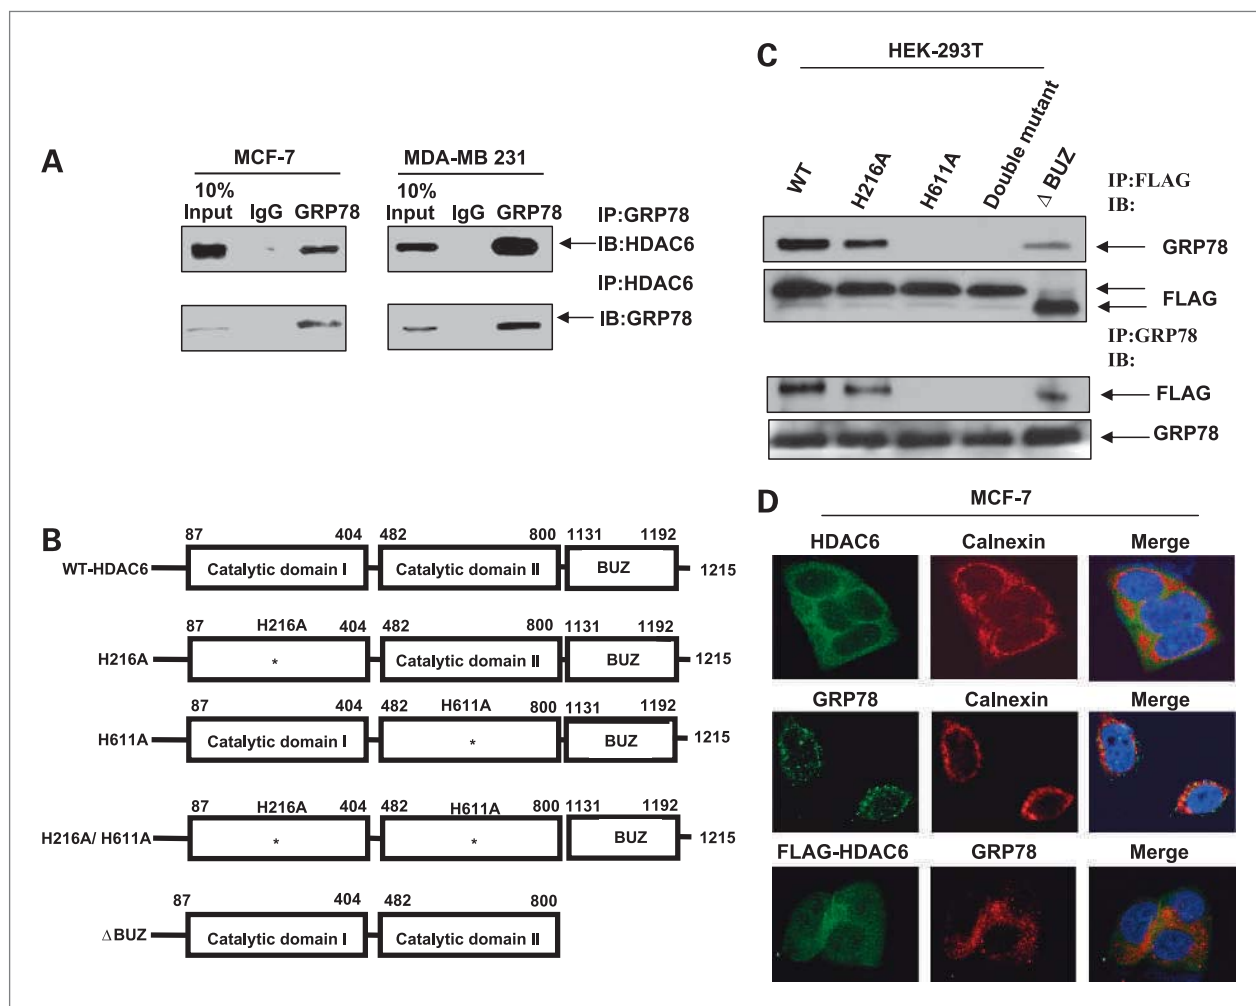 A
MCF-7
MDA-MB 231
10%
Input IgG GRP78
10%
Input IgG GRP78
IP:GRP78
IB:HDAC6
IP:HDAC6
IB:GRP78
B
87 404 482 800 1131 1192
WT-HDAC6 Catalytic domain I Catalytic domain II BUZ 1215
87 H216A 404 482 800 1131 1192
H216A * Catalytic domain II BUZ 1215
87 404 482 H611A 800 1131 1192
H611A Catalytic domain I * BUZ 1215
87 H216A 404 482 H611A 800 1131 1192
H216A/ H611A * * BUZ 1215
87 404 482 800
ΔBUZ Catalytic domain I Catalytic domain II
C
HEK-293T
WT H216A H611A Double mutant Δ BUZ
IP:FLAG
IB:
GRP78
FLAG
IP:GRP78
IB:
FLAG
GRP78
D
MCF-7
HDAC6 Calnexin Merge
GRP78 Calnexin Merge
FLAG-HDAC6 GRP78 Merge